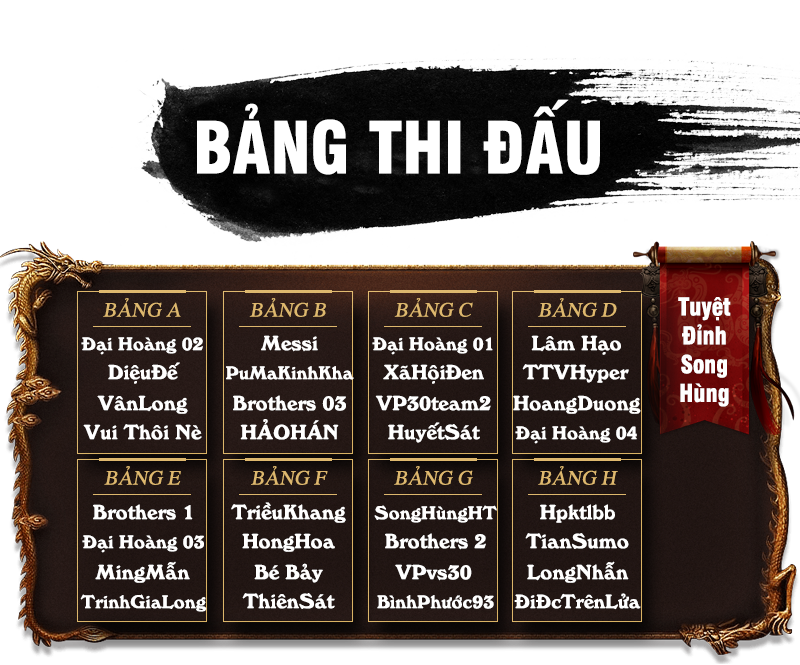 BẢNG THI ĐẤU
Tuyệt
Đỉnh
Song
Hùng
BẢNG A
Đại Hoàng 02
DiệuĐế
VânLong
Vui Thôi Nè
BẢNG B
Messi
PuMaKinhKha
Brothers 03
HẢOHÁN
BẢNG C
Đại Hoàng 01
XãHộiĐen
VP30team2
HuyếtSát
BẢNG D
Lâm Hạo
TTVHyper
HoangDuong
Đại Hoàng 04
BẢNG E
Brothers 1
Đại Hoàng 03
MingMẫn
TrinhGiaLong
BẢNG F
TriềuKhang
HongHoa
Bé Bảy
ThiênSát
BẢNG G
SongHùngHT
Brothers 2
VPvs30
BìnhPhước93
BẢNG H
Hpktlbb
TianSumo
LongNhẫn
ĐiĐcTrênLửa